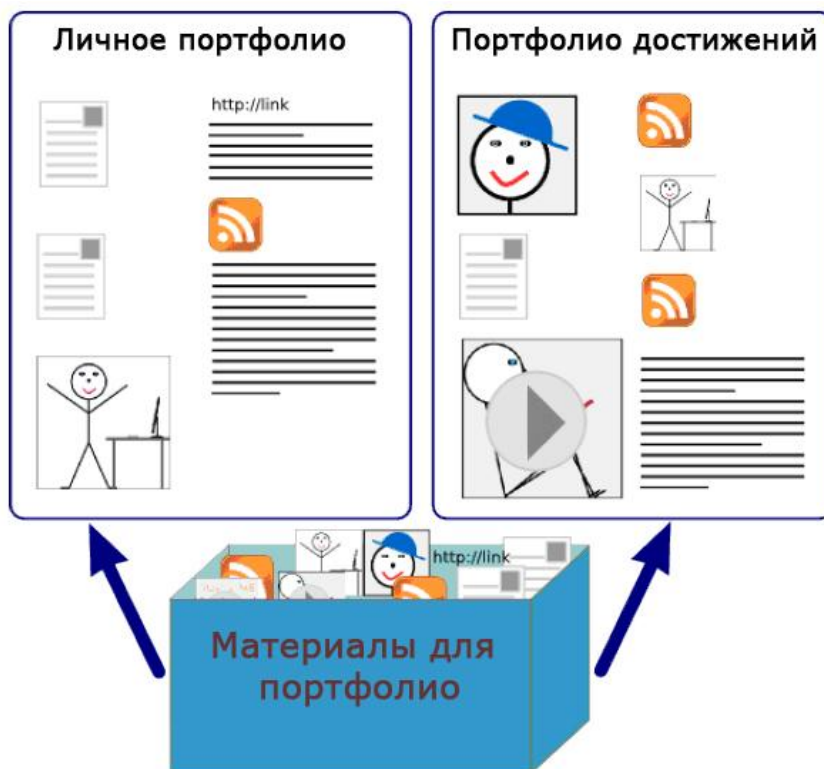 Личное портфолио
http://link
Портфолио достижений
http://link
Материалы для
портфолио